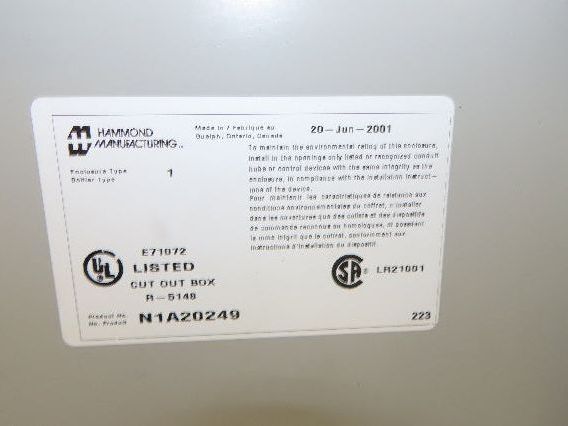 HAMMOND
MANUFACTURING
Made in / Fabriqué au
Guelph, Ontario, Canada
20-Jun-2001
Enclosure Type
Boîtier type
1
To maintain the environmental rating of this enclosure,
install in the openings only listed or recognized conduit
hubs or control devices with the same integrity as the
enclosure, in compliance with the installation instruct-
ions of the device.
Pour maintenir les caractéristiques de résistance aux
conditions environnementales du coffret, n'installer
dans les ouvertures que des collets et des dispositifs
de commande reconnus ou homologués, et possédant
la même intégrité que le coffret, conformément aux
instructions d'installation du dispositif.
UL
E71072
LISTED
CUT OUT BOX
R-5148
SA
LR21001
Product No.
No. Produit
N1A20249
223